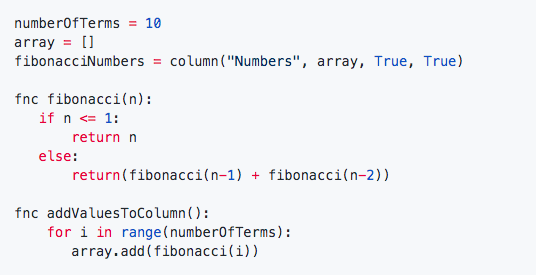 numberOfTerms = 10
array = []
fibonacciNumbers = column("Numbers", array, True, True)
fnc fibonacci(n):
if n <= 1:
return n
else:
return(fibonacci(n-1) + fibonacci(n-2))
fnc addValuesToColumn():
for i in range(numberOfTerms):
array.add(fibonacci(i))